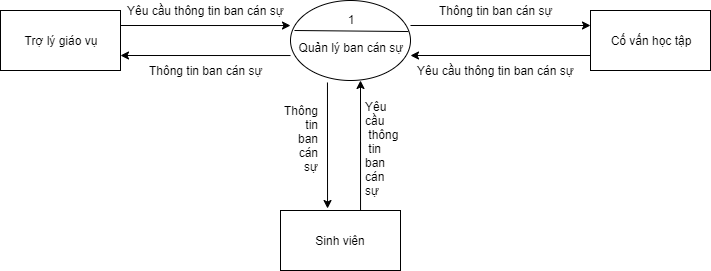 Yêu cầu thông tin ban cán sự
Thông tin ban cán sự
1
Trợ lý giáo vụ
Quản lý ban cán sự
Cố vấn học tập
Thông tin ban cán sự
Yêu cầu thông tin ban cán sự
Thông
tin
ban
cán
sự
Yêu
cầu
thông
tin
ban
cán
sự
Sinh viên